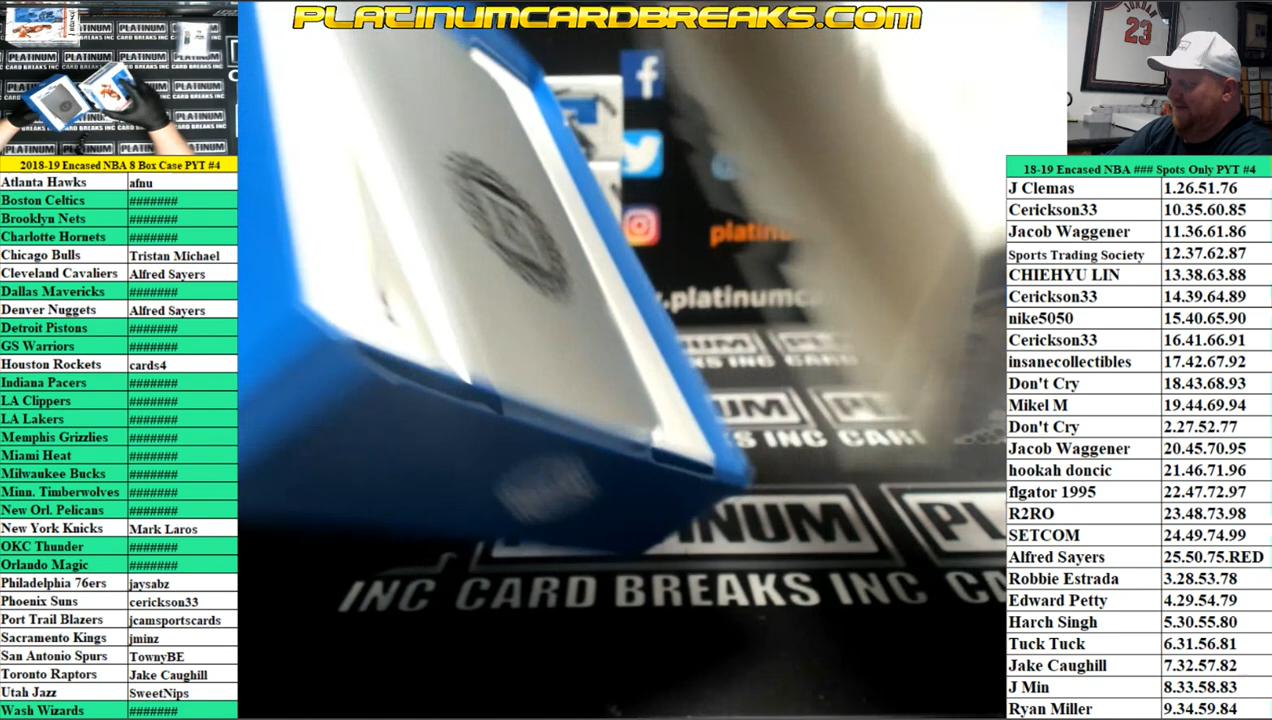 PLATINUMCARDBREAKS.COM
JORDAN
23
2018-19 Encased NBA 8 Box Case PYT #4
Atlanta Hawks afnu
Boston Celtics #######
Brooklyn Nets #######
Charlotte Hornets #######
Chicago Bulls Tristan Michael
Cleveland Cavaliers Alfred Sayers
Dallas Mavericks #######
Denver Nuggets Alfred Sayers
Detroit Pistons #######
GS Warriors #######
Houston Rockets cards4
Indiana Pacers #######
LA Clippers #######
LA Lakers #######
Memphis Grizzlies #######
Miami Heat #######
Milwaukee Bucks #######
Minn. Timberwolves #######
New Orl. Pelicans #######
New York Knicks Mark Laros
OKC Thunder #######
Orlando Magic #######
Philadelphia 76ers jaysabz
Phoenix Suns cerickson33
Port Trail Blazers jcamsportscards
Sacramento Kings jminz
San Antonio Spurs TownyBE
Toronto Raptors Jake Caughill
Utah Jazz SweetNips
Wash Wizards #######
platin
.platinumc
INUM PL
INC CARD BREAKS INC CAR
18-19 Encased NBA ### Spots Only PYT #4
J Clemas 1.26.51.76
Cerickson33 10.35.60.85
Jacob Waggener 11.36.61.86
Sports Trading Society 12.37.62.87
CHIEHYU LIN 13.38.63.88
Cerickson33 14.39.64.89
nike5050 15.40.65.90
Cerickson33 16.41.66.91
insanecollectibles 17.42.67.92
Don't Cry 18.43.68.93
Mikel M 19.44.69.94
Don't Cry 2.27.52.77
Jacob Waggener 20.45.70.95
hookah doncic 21.46.71.96
flgator 1995 22.47.72.97
R2RO 23.48.73.98
SETCOM 24.49.74.99
Alfred Sayers 25.50.75.RED
Robbie Estrada 3.28.53.78
Edward Petty 4.29.54.79
Harch Singh 5.30.55.80
Tuck Tuck 6.31.56.81
Jake Caughill 7.32.57.82
J Min 8.33.58.83
Ryan Miller 9.34.59.84